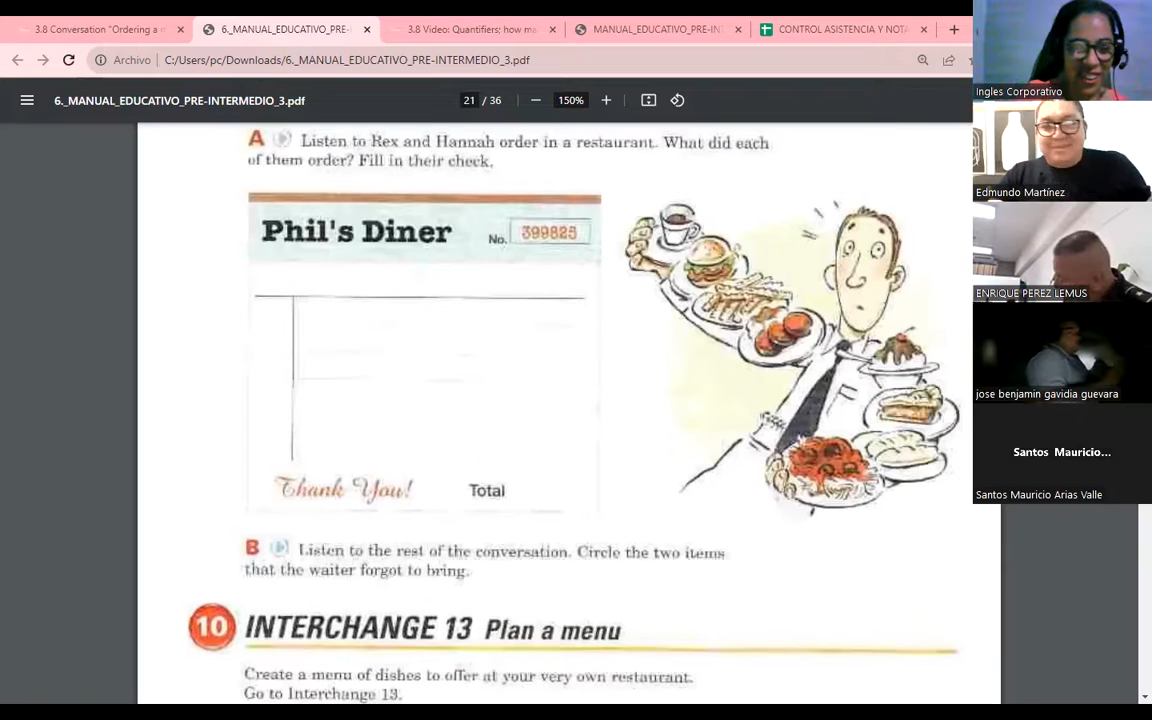 3.8 Conversation "Ordering a m
6._MANUAL_EDUCATIVO_PRE-
3.8 Video: Quantifiers; how ma
MANUAL_EDUCATIVO_PRE-INT
CONTROL ASISTENCIA Y NOTA
Archivo
C:/Users/pc/Downloads/6._MANUAL_EDUCATIVO_PRE-INTERMEDIO_3.pdf
6._MANUAL_EDUCATIVO_PRE-INTERMEDIO_3.pdf
21 / 36
150%
A Listen to Rex and Hannah order in a restaurant. What did each
of them order? Fill in their check.
Phil's Diner
No. 399825
Thank You!
Total
B Listen to the rest of the conversation. Circle the two items
that the waiter forgot to bring.
10 INTERCHANGE 13 Plan a menu
Create a menu of dishes to offer at your very own restaurant.
Go to Interchange 13.
Ingles Corporativo
Edmundo Martínez
ENRIQUE PEREZ LEMUS
jose benjamin gavidia guevara
Santos Mauricio...
Santos Mauricio Arias Valle